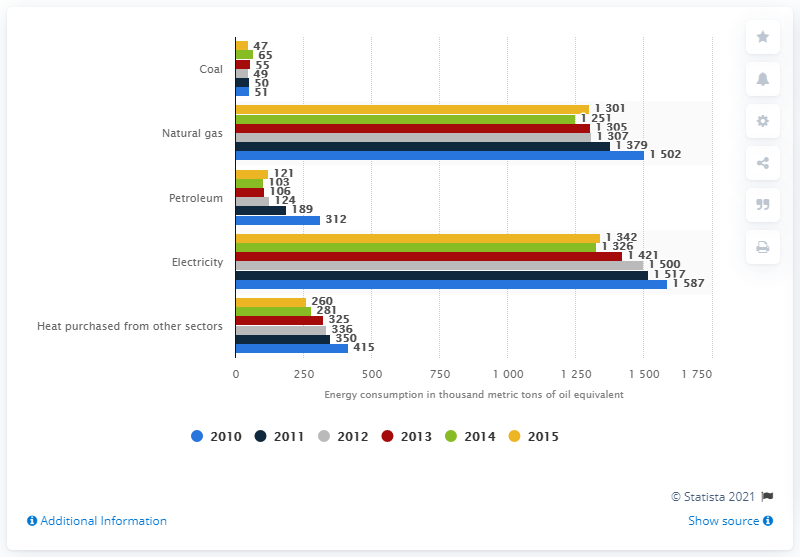 Coal
47
65
55
49
50
51
Natural gas
1 301
1 251
1 305
1 307
1 379
1 502
Petroleum
121
103
106
124
189
312
Electricity
1 342
1 326
1 421
1 500
1 517
1 587
Heat purchased from other sectors
260
281
325
336
350
415
0 250 500 750 1 000 1 250 1 500 1 750
Energy consumption in thousand metric tons of oil equivalent
2010 2011 2012 2013 2014 2015
© Statista 2021
Additional Information
Show source